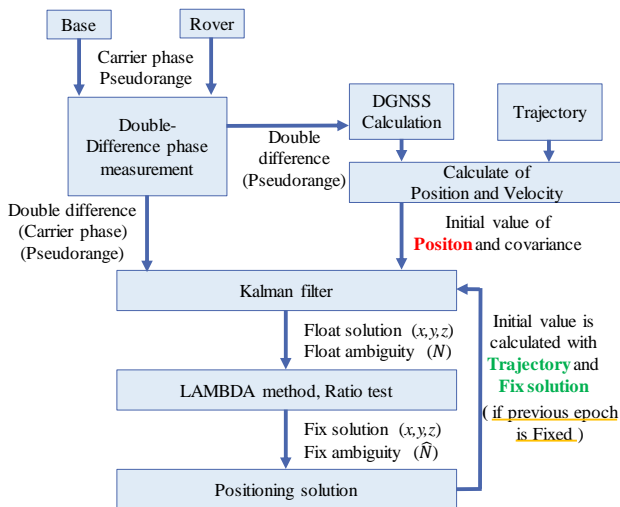 Base
Rover
Carrier phase
Pseudorange
Double-
Difference phase
measurement
Double
difference
(Pseudorange)
DGNSS
Calculation
Trajectory
Calculate of
Position and Velocity
Double difference
(Carrier phase)
(Pseudorange)
Initial value of
Positon and covariance
Kalman filter
Float solution (x,y,z)
Float ambiguity (N)
Initial value is
calculated with
Trajectory and
Fix solution
( if previous epoch
is Fixed )
LAMBDA method, Ratio test
Fix solution (x,y,z)
Fix ambiguity (N̂)
Positioning solution